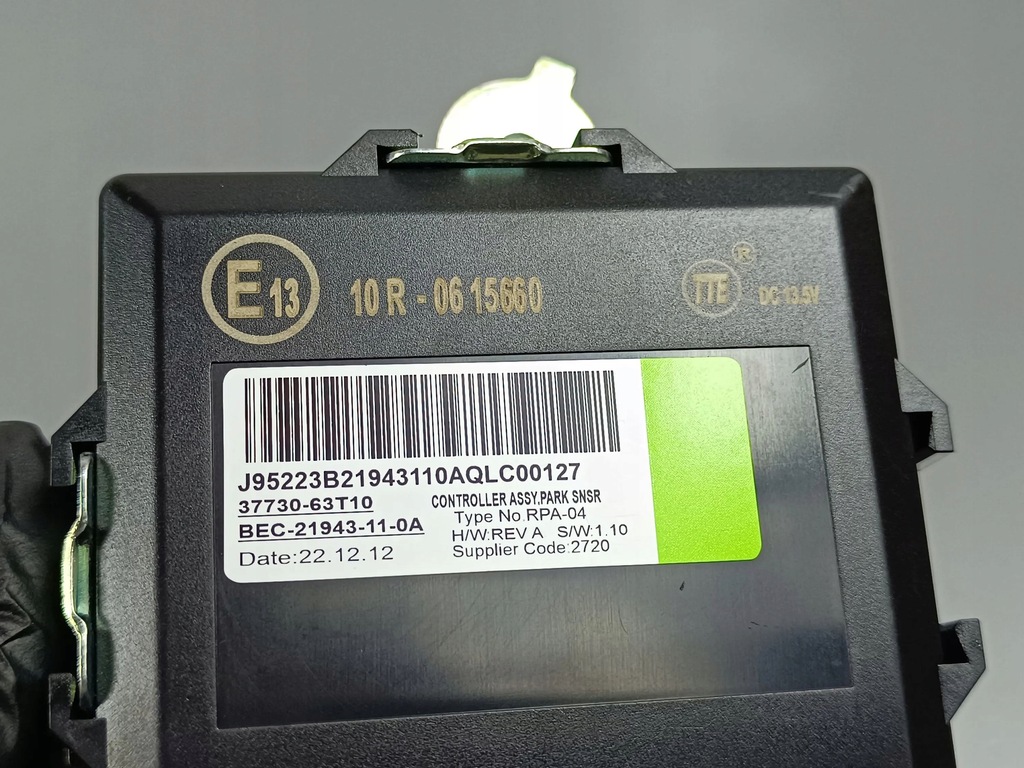 E13
10 R - 06 15660
TTE ®
DC 13.5V
J95223B21943110AQLC00127
37730-63T10
CONTROLLER ASSY,PARK SNSR
BEC-21943-11-0A
Type No.RPA-04
H/W:REV A S/W:1.10
Date:22.12.12
Supplier Code:2720